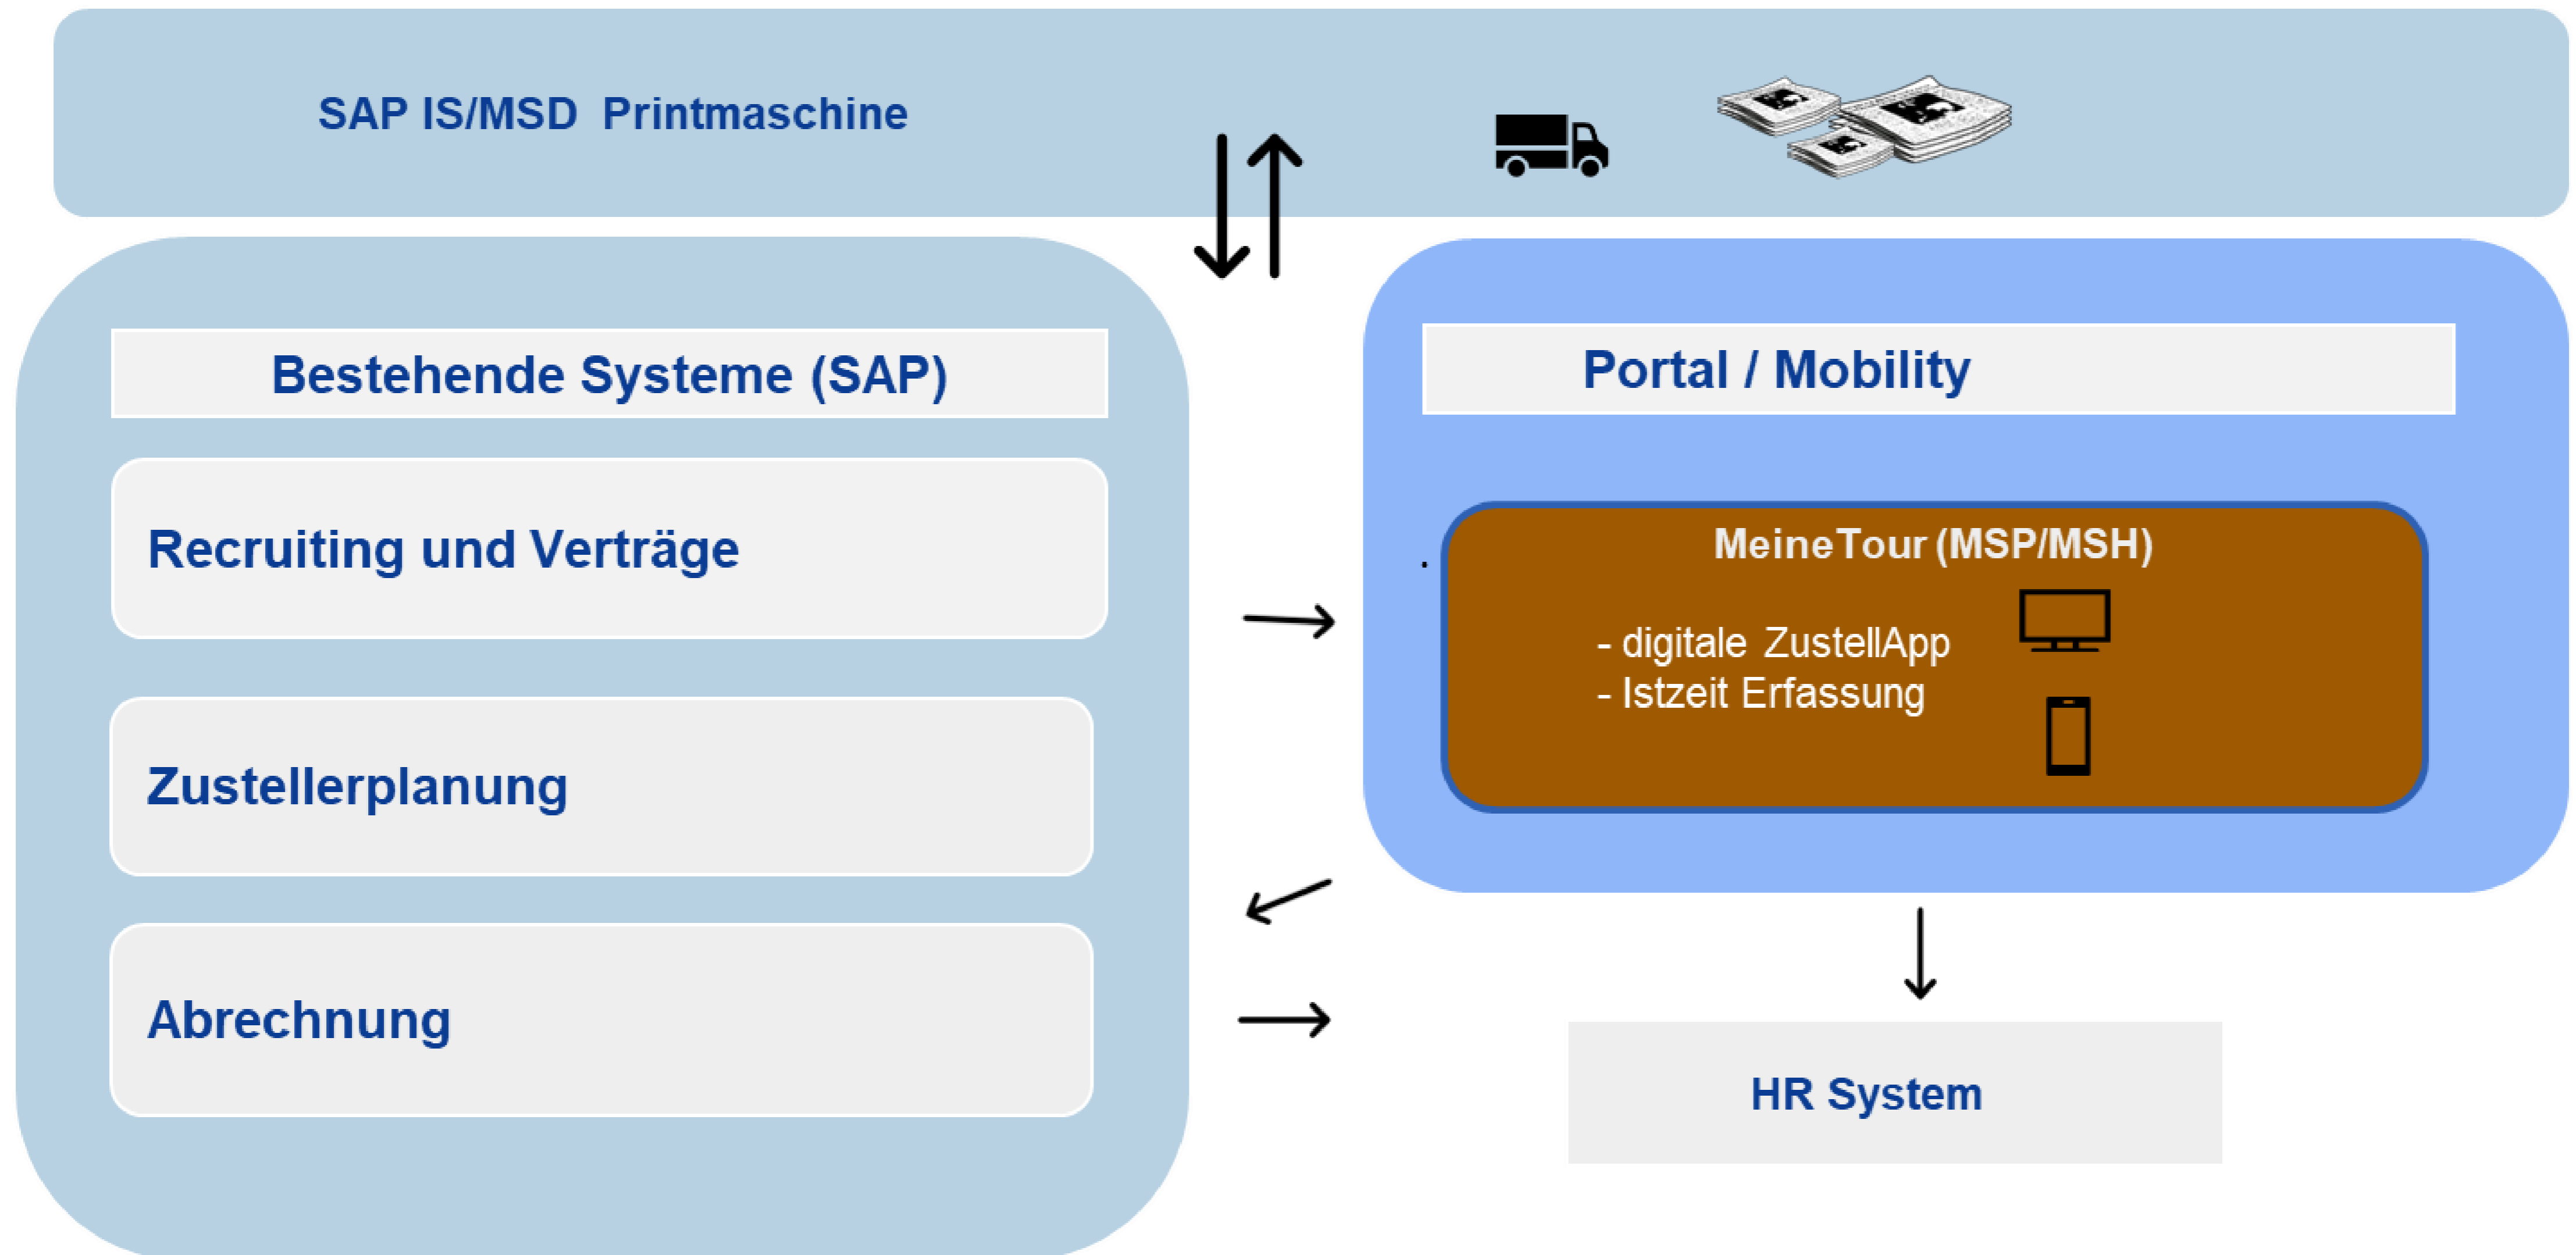 SAP IS/MSD Printmaschine
Bestehende Systeme (SAP)
Portal / Mobility
Recruiting und Verträge
MeineTour (MSP/MSH)
- digitale ZustellApp
- Istzeit Erfassung
Zustellerplanung
Abrechnung
HR System